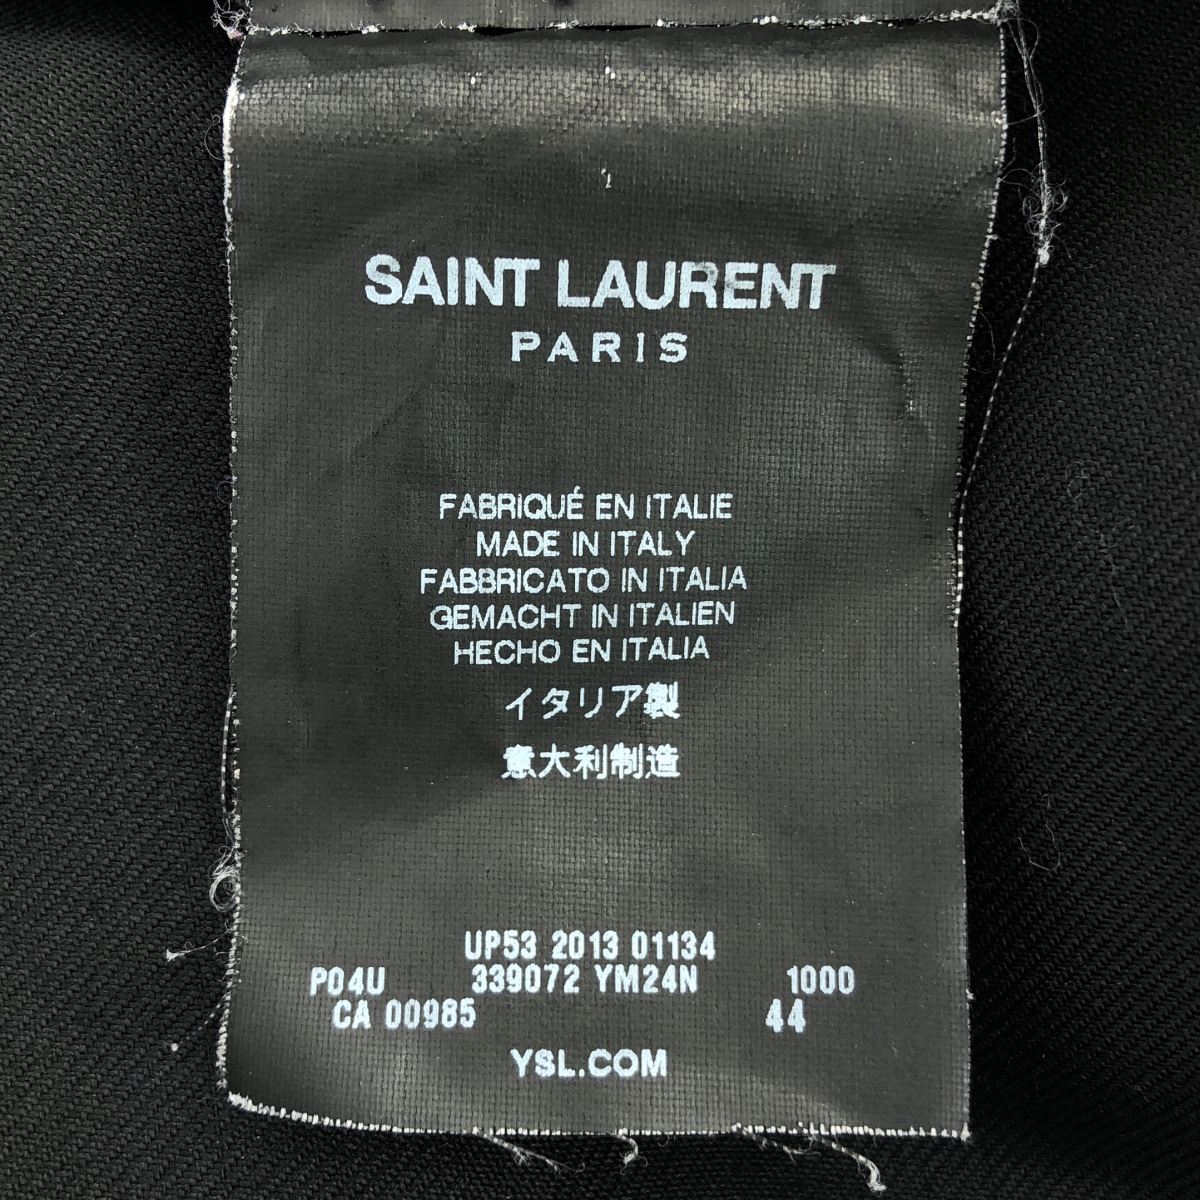 SAINT LAURENT
PARIS
FABRIQUÉ EN ITALIE
MADE IN ITALY
FABBRICATO IN ITALIA
GEMACHT IN ITALIEN
HECHO EN ITALIA
イタリア製
意大利制造
UP53 2013 01134
P04U 339072 YM24N 1000
CA 00985 44
YSL.COM